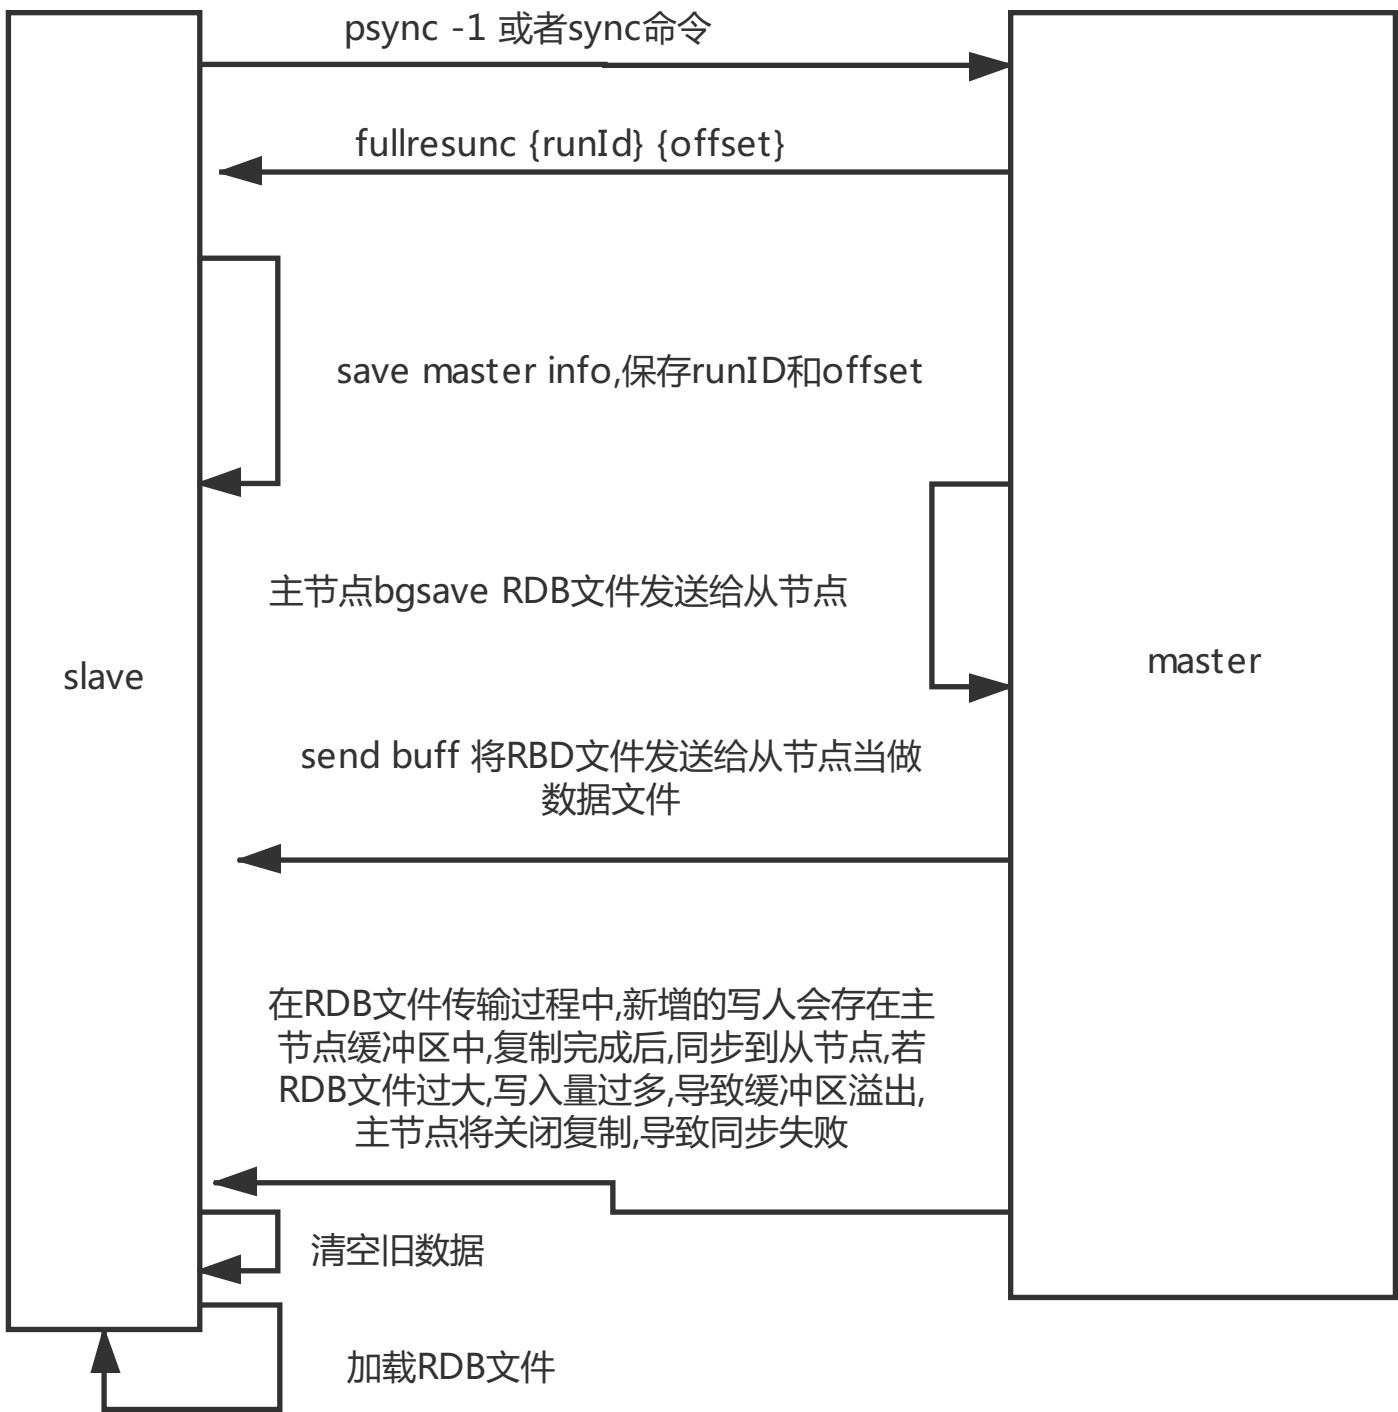 psync -1 或者sync命令
fullresunc {runId} {offset}
save master info,保存runID和offset
主节点bgsave RDB文件发送给从节点
slave
master
send buff 将RBD文件发送给从节点当做
数据文件
在RDB文件传输过程中,新增的写人会存在主
节点缓冲区中,复制完成后,同步到从节点,若
RDB文件过大,写入量过多,导致缓冲区溢出,
主节点将关闭复制,导致同步失败
清空旧数据
加载RDB文件